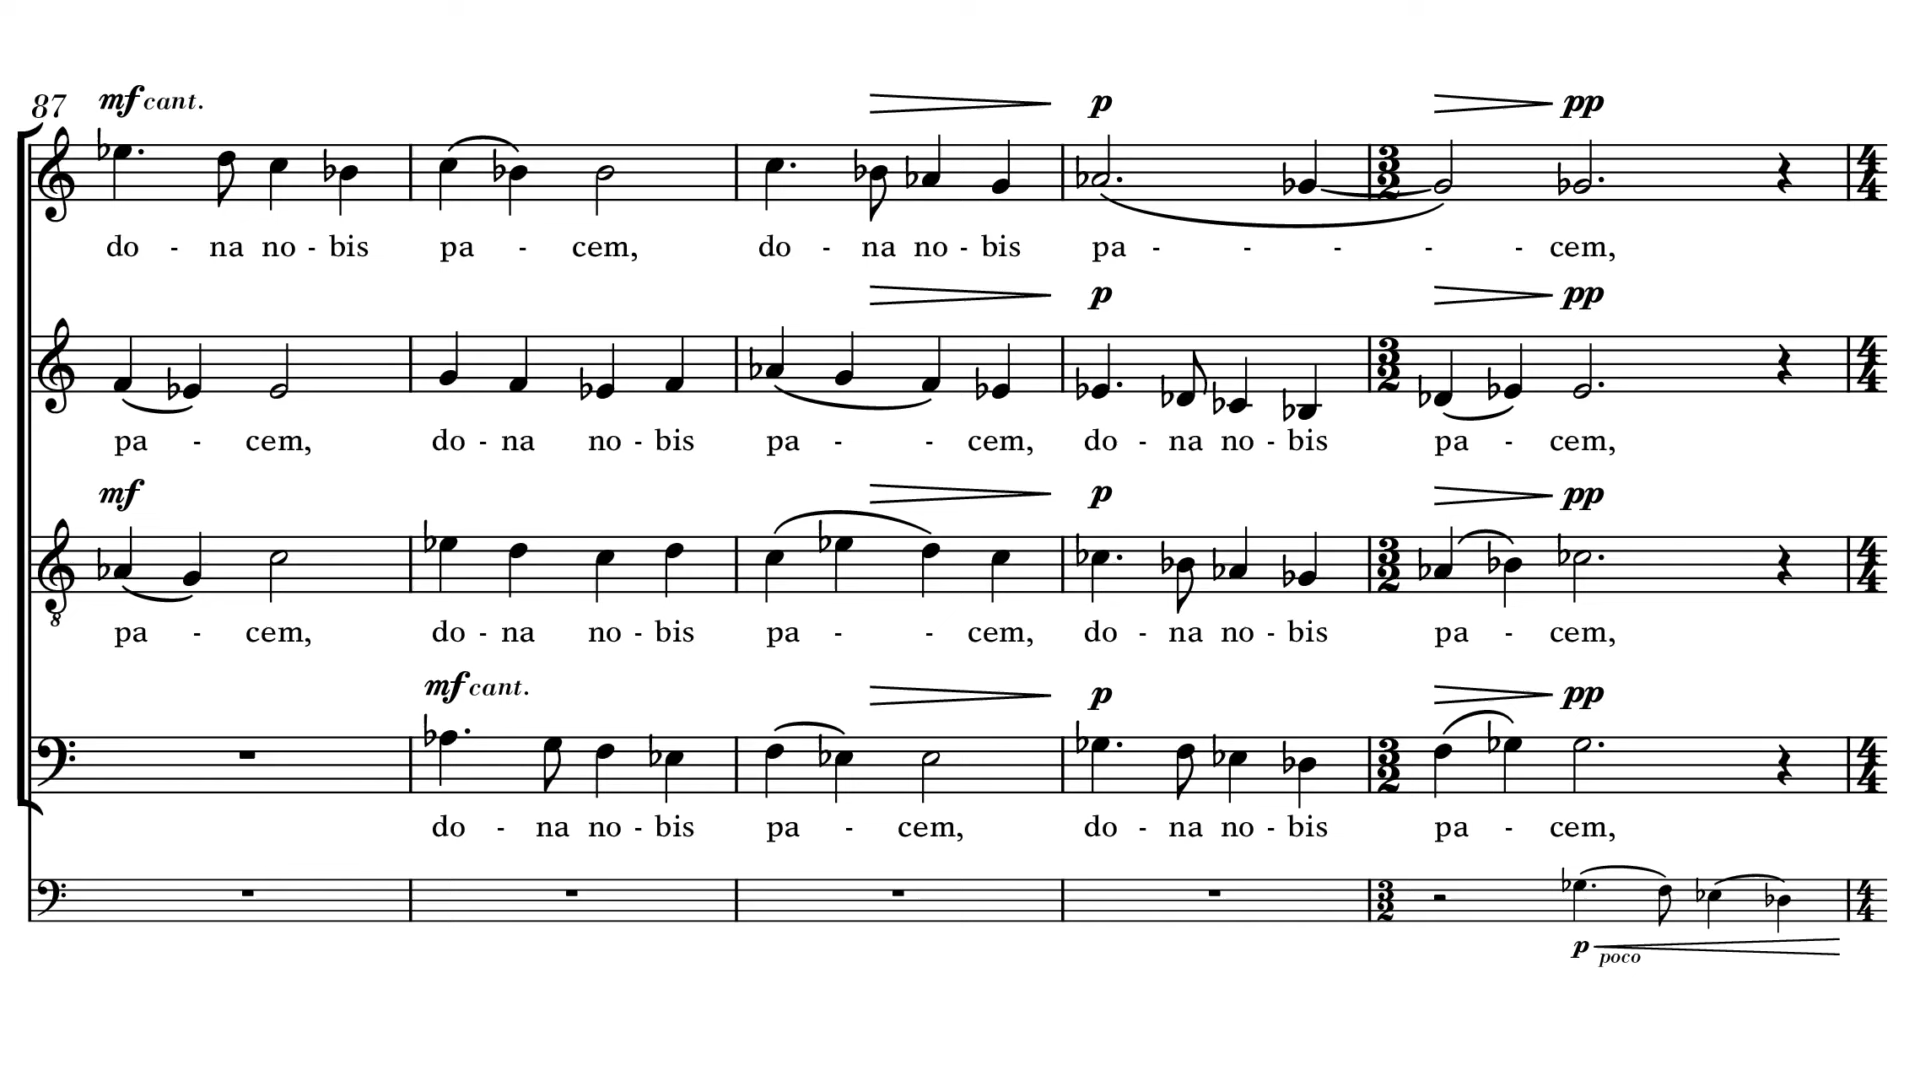 87 mf cant. p pp
do - na no - bis pa - cem, do - na no - bis pa - - - - - cem,
p pp
pa - cem, do - na no - bis pa - - cem, do - na no - bis pa - cem,
mf p pp
pa - cem, do - na no - bis pa - - cem, do - na no - bis pa - cem,
mf cant. p pp
do - na no - bis pa - cem, do - na no - bis pa - cem,
p poco